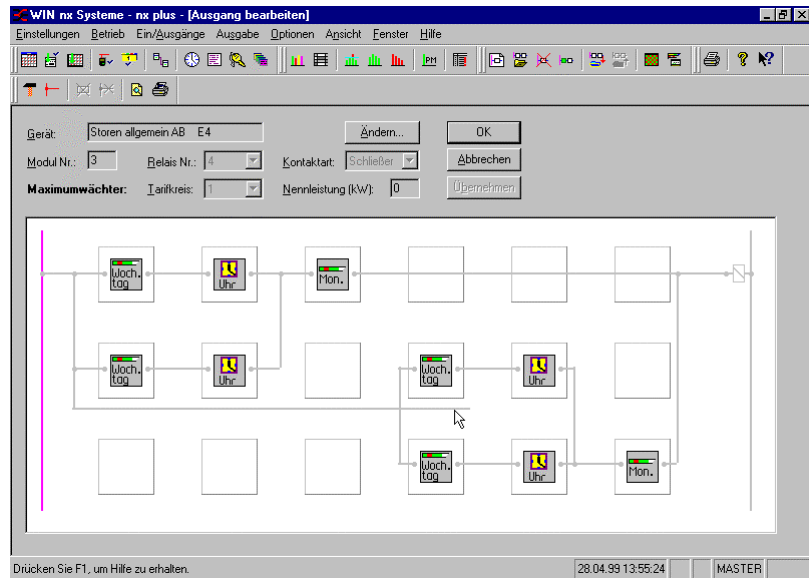 WIN nx Systeme - nx plus - [Ausgang bearbeiten]
Einstellungen Betrieb Ein/Ausgänge Ausgabe Optionen Ansicht Fenster Hilfe
PM
Gerät: Storen allgemein AB E4 Ändern... OK
Modul Nr.: 3 Relais Nr.: 4 Kontaktart: Schließer Abbrechen
Maximumwächter: Tarifkreis: 1 Nennleistung (kW): 0 Übernehmen
Woch. tag Uhr Mon.
Woch. tag Uhr Woch. tag Uhr
Woch. tag Uhr Mon.
Drücken Sie F1, um Hilfe zu erhalten. 28.04.99 13:55:24 MASTER